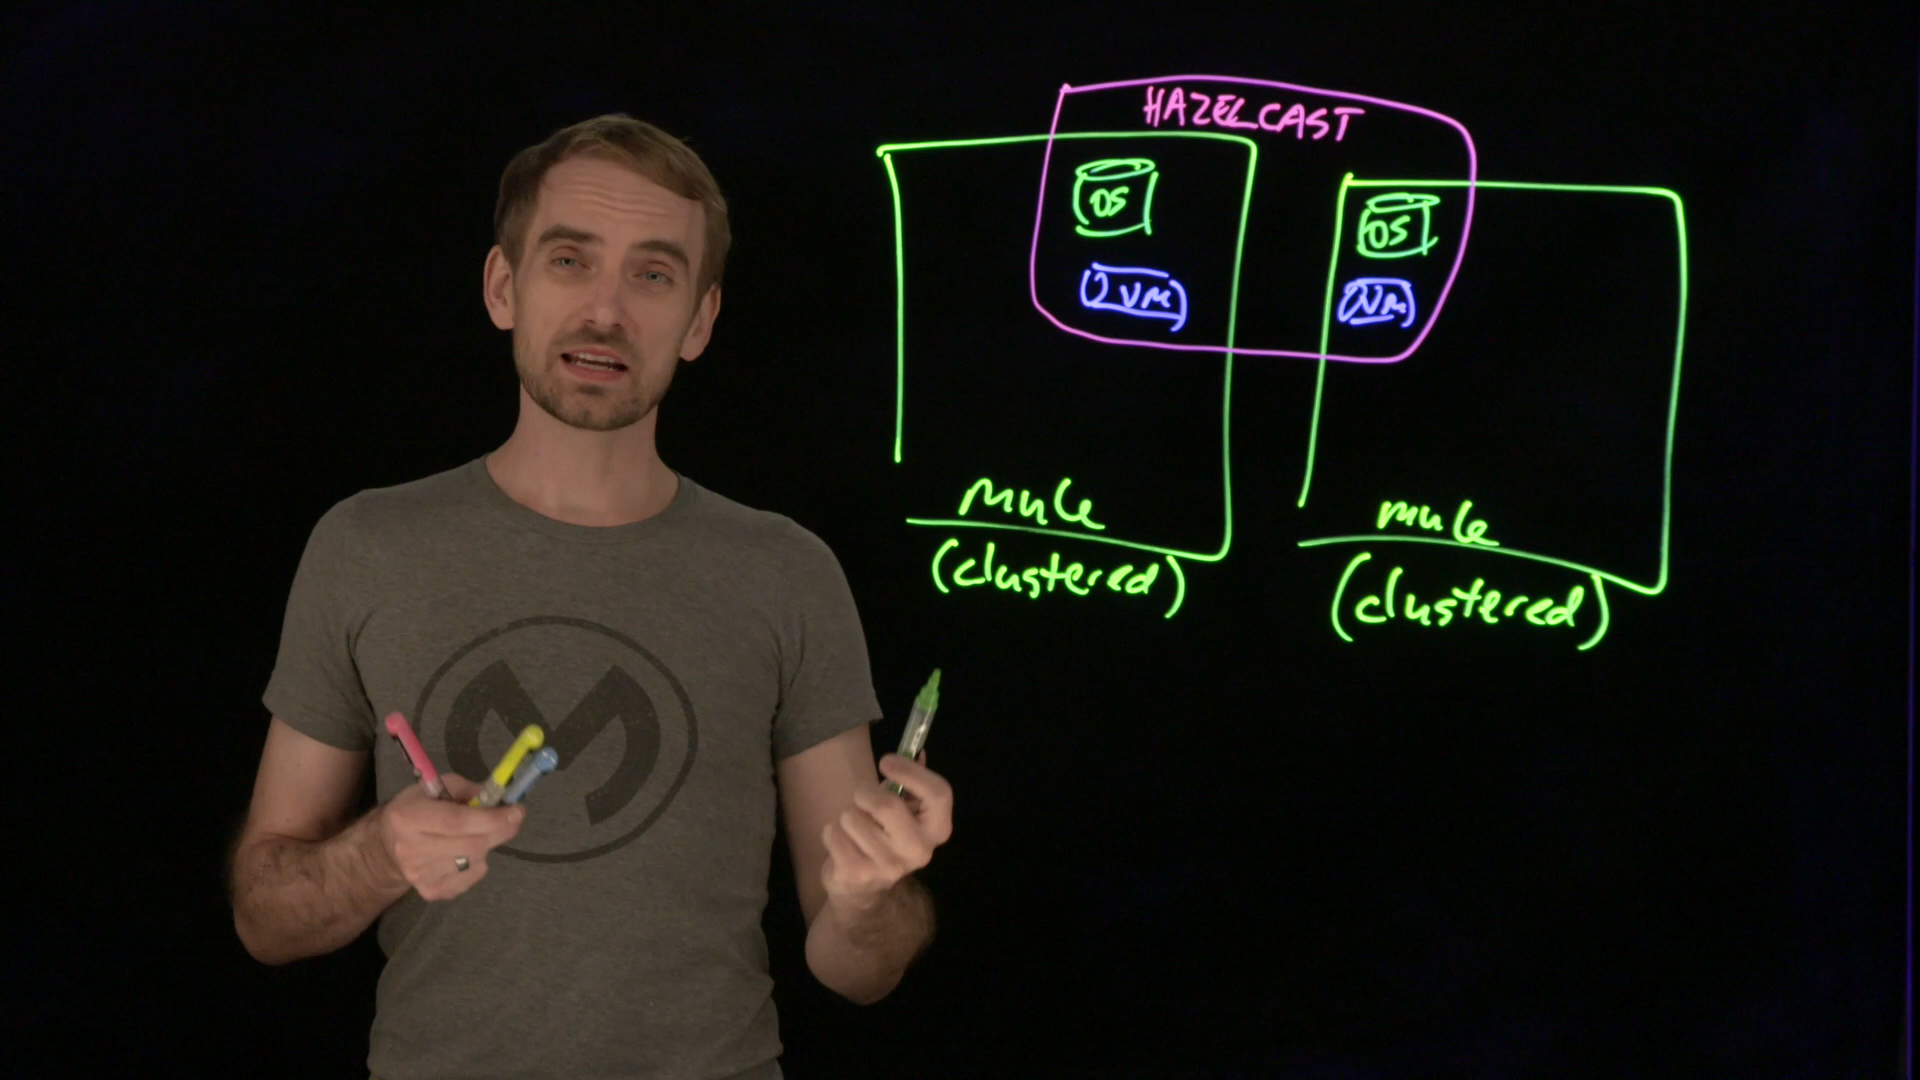 HAZELCAST
OS
OS
VM
VM
mule
mule
(clustered)
(clustered)